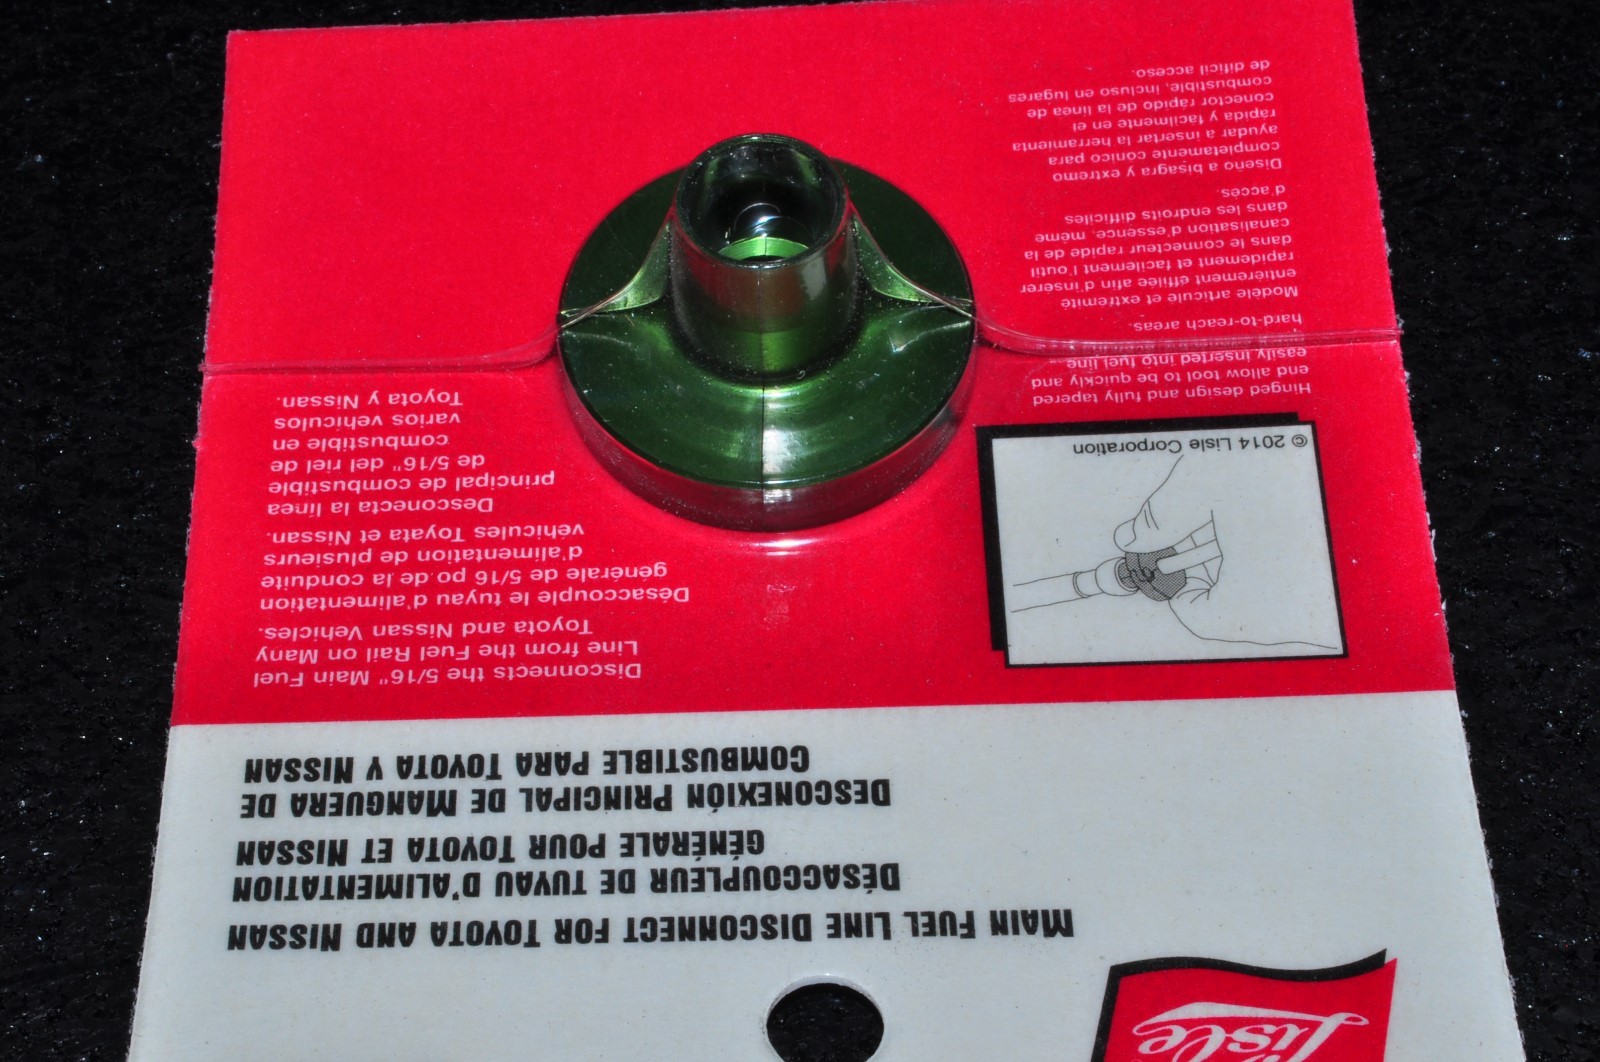 Lisle
MAIN FUEL LINE DISCONNECT FOR TOYOTA AND NISSAN
DÉSACCOUPLEUR DE TUYAU D'ALIMENTATION
GÉNÉRALE POUR TOYOTA ET NISSAN
DESCONEXIÓN PRINCIPAL DE MANGUERA DE
COMBUSTIBLE PARA TOYOTA Y NISSAN
Disconnects the 5/16" Main Fuel
Line from the Fuel Rail on Many
Toyota and Nissan Vehicles.
Désaccouple le tuyau d'alimentation
générale de 5/16 po de la conduite
d'alimentation de plusieurs
véhicules Toyata et Nissan.
Desconecta la línea
principal de combustible
de 5/16" del riel de
combustible en
varios vehículos
Toyota y Nissan.
© 2014 Lisle Corporation
Hinged design and fully tapered
end allow tool to be quickly and
easily inserted into fuel line
hard-to-reach areas.
Modèle articulé et extrémité
entièrement effilée afin d'insérer
rapidement et facilement l'outil
dans le connecteur rapide de la
canalisation d'essence, même
dans les endroits difficiles
d'accès.
Diseño a bisagra y extremo
completamente cónico para
ayudar a insertar la herramienta
rápida y fácilmente en el
conector rápido de la línea de
combustible, incluso en lugares
de difícil acceso.